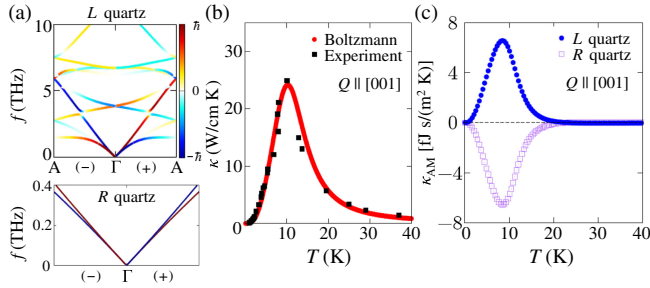 (a)
L quartz
10
5
0
f (THz)
A (−) Γ (+) A
ℏ
0
−ℏ
R quartz
0.4
0.2
0
f (THz)
(−) Γ (+)
(b)
Boltzmann
Experiment
Q ∥ [001]
30
20
10
0
κ (W/cm K)
10 20 30 40
T (K)
(c)
L quartz
R quartz
Q ∥ [001]
8
4
0
−4
−8
κAM [fJ s/(m² K)]
0 10 20 30 40
T (K)